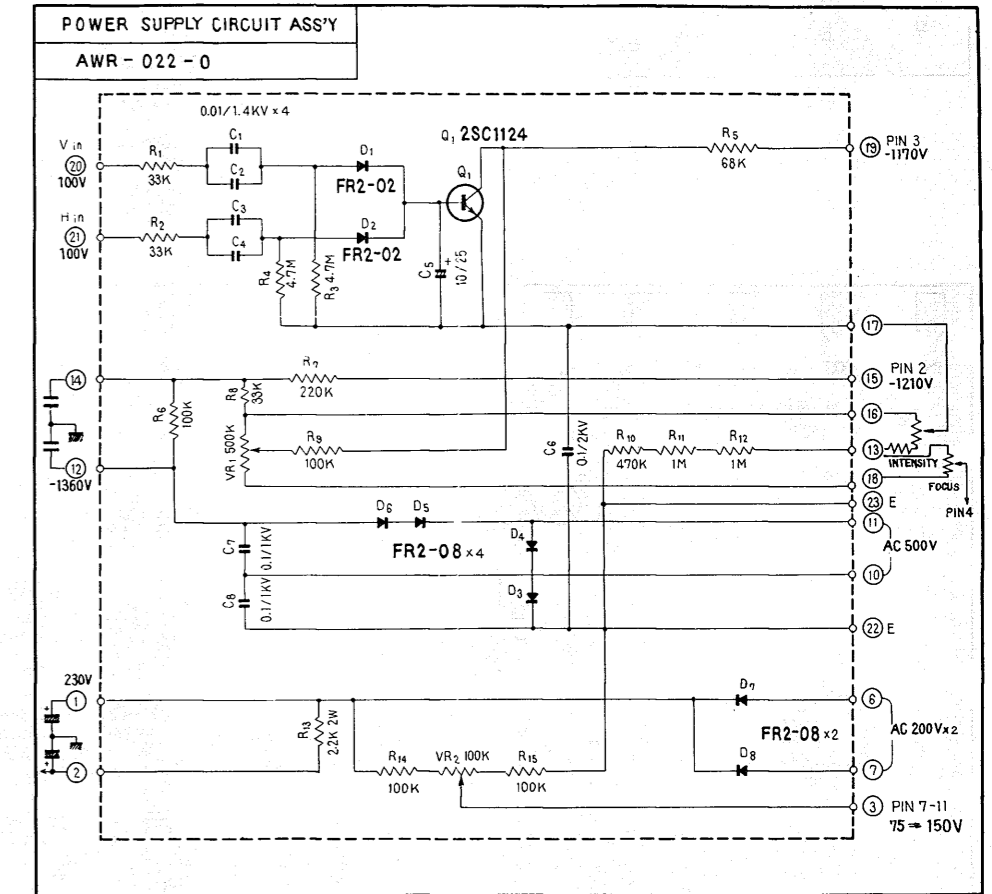 POWER SUPPLY CIRCUIT ASS'Y
AWR-022-0
0.01/1.4KV × 4
V in
20
100V
R1
33K
C1
C2
D1
FR2-02
Q1 2SC1124
Q1
R5
68K
19 PIN 3
-1170V
H in
21
100V
R2
33K
C3
C4
D2
FR2-02
R4
4.7M
R3 4.7M
C5
+
10/25
17
14
R6
100K
R8
33K
R7
220K
15 PIN 2
-1210V
16
VR1 500K
R9
100K
C6
0.1/2KV
R10
470K
R11
1M
R12
1M
13
INTENSITY
12
-1360V
18
FOCUS
23 E
PIN4
D6 D5
FR2-08 ×4
D4
D3
11
AC 500V
10
C7
0.1/1KV
C8
0.1/1KV
22 E
230V
1
+
+
2
R13
2.2K 2W
D7
FR2-08 ×2
D8
6
AC 200V×2
7
R14
100K
VR2 100K
R15
100K
3 PIN 7-11
75 ⇒ 150V